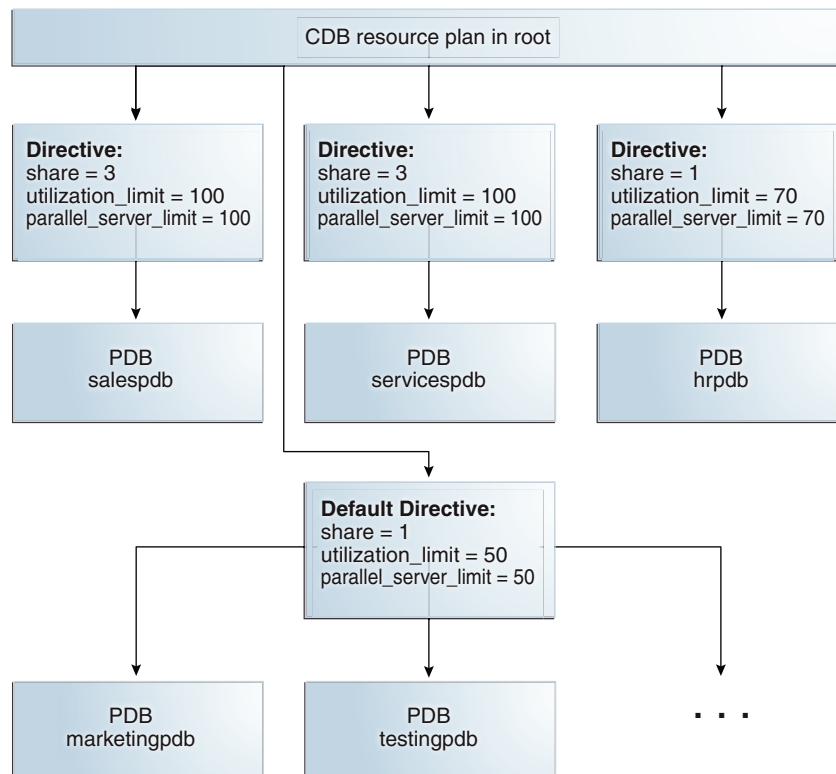 CDB resource plan in root
Directive:
share = 3
utilization_limit = 100
parallel_server_limit = 100
Directive:
share = 3
utilization_limit = 100
parallel_server_limit = 100
Directive:
share = 1
utilization_limit = 70
parallel_server_limit = 70
PDB
salespdb
PDB
servicespdb
PDB
hrpdb
Default Directive:
share = 1
utilization_limit = 50
parallel_server_limit = 50
PDB
marketingpdb
PDB
testingpdb
. . .